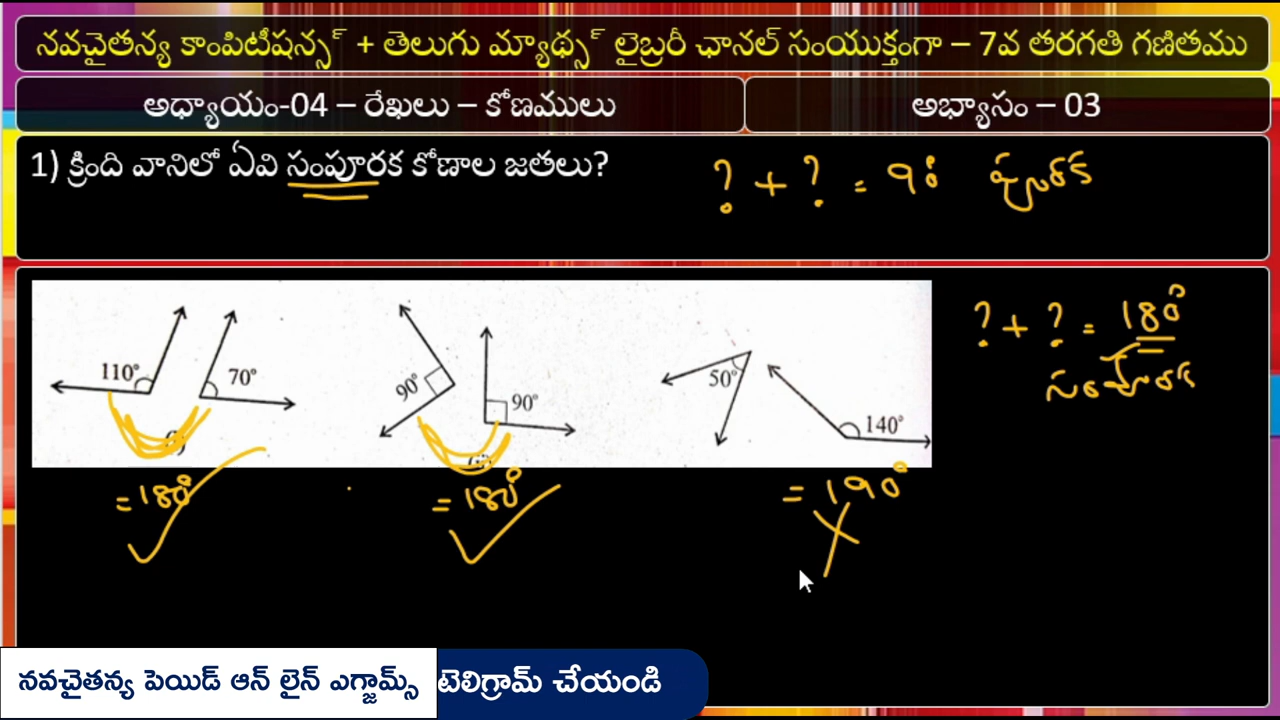 నవచైతన్య కాంపిటీషన్స్ + తెలుగు మ్యాథ్స్ లైబ్రరీ ఛానల్ సంయుక్తంగా – 7వ తరగతి గణితము
అధ్యాయం-04 – రేఖలు – కోణములు
అభ్యాసం – 03
1) క్రింది వానిలో ఏవి సంపూరక కోణాల జతలు?
? + ? = 90° పూరక
? + ? = 180°
సంపూరక
110° 70° 90° 90° 50° 140°
= 180° = 180° = 190°
నవచైతన్య పెయిడ్ ఆన్ లైన్ ఎగ్జామ్స్ టెలిగ్రామ్ చేయండి